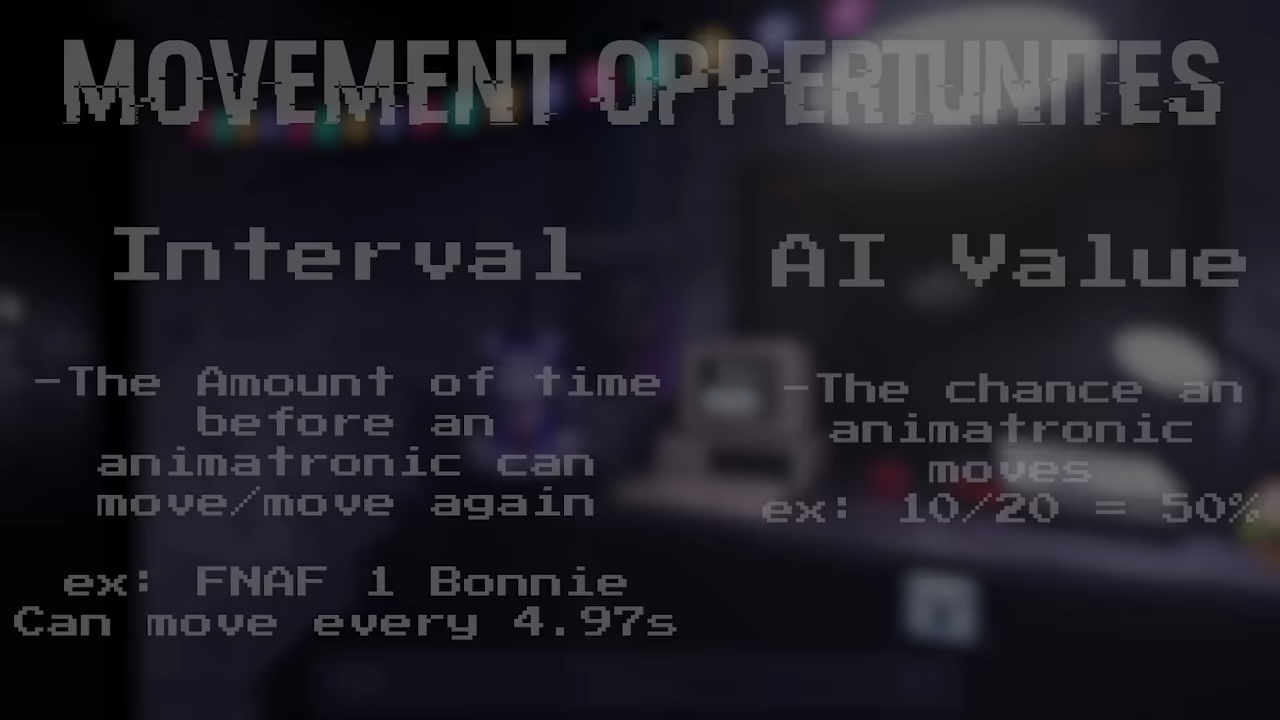 MOVEMENT OPPERTUNITES
Interval
-The Amount of time
before an
animatronic can
move/move again
ex: FNAF 1 Bonnie
Can move every 4.97s
AI Value
-The chance an
animatronic
moves
ex: 10/20 = 50%